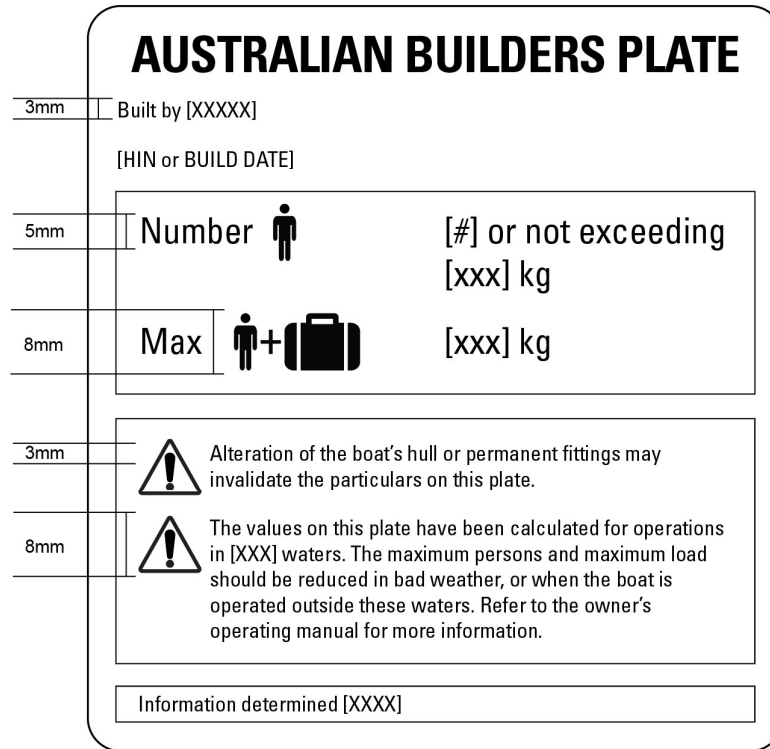 AUSTRALIAN BUILDERS PLATE
3mm
Built by [XXXXX]
[HIN or BUILD DATE]
5mm
Number [#] or not exceeding
[xxx] kg
8mm
Max + [xxx] kg
3mm
Alteration of the boat's hull or permanent fittings may
invalidate the particulars on this plate.
8mm
The values on this plate have been calculated for operations
in [XXX] waters. The maximum persons and maximum load
should be reduced in bad weather, or when the boat is
operated outside these waters. Refer to the owner's
operating manual for more information.
Information determined [XXXX]